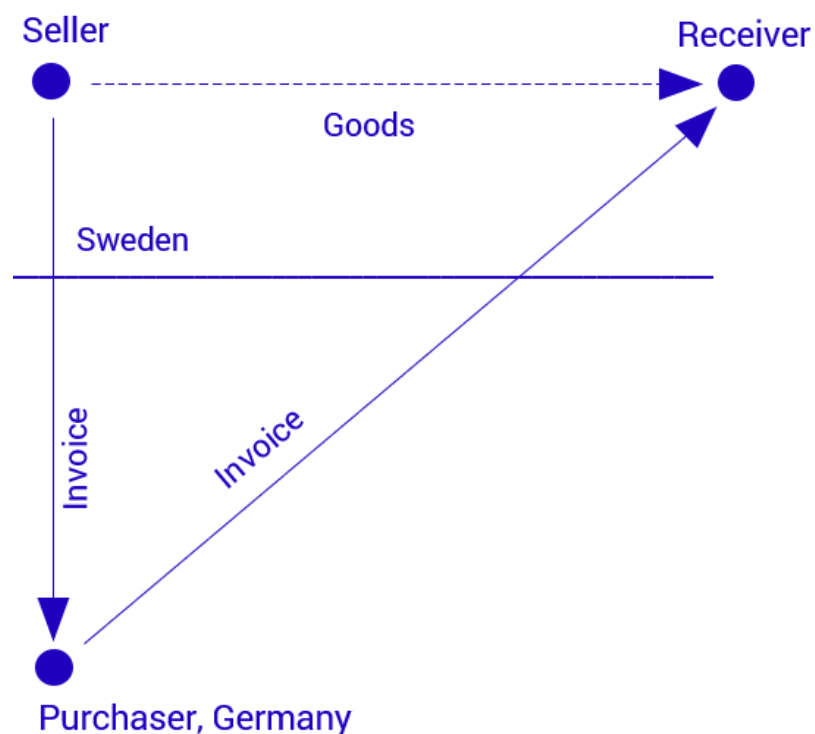 Seller
Receiver
Goods
Sweden
Invoice
Invoice
Purchaser, Germany